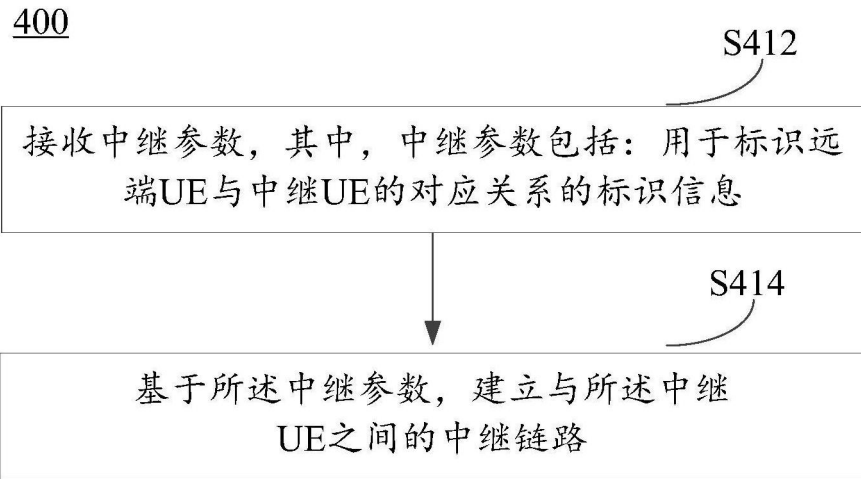 400
S412
接收中继参数，其中，中继参数包括：用于标识远
端UE与中继UE的对应关系的标识信息
S414
基于所述中继参数，建立与所述中继
UE之间的中继链路